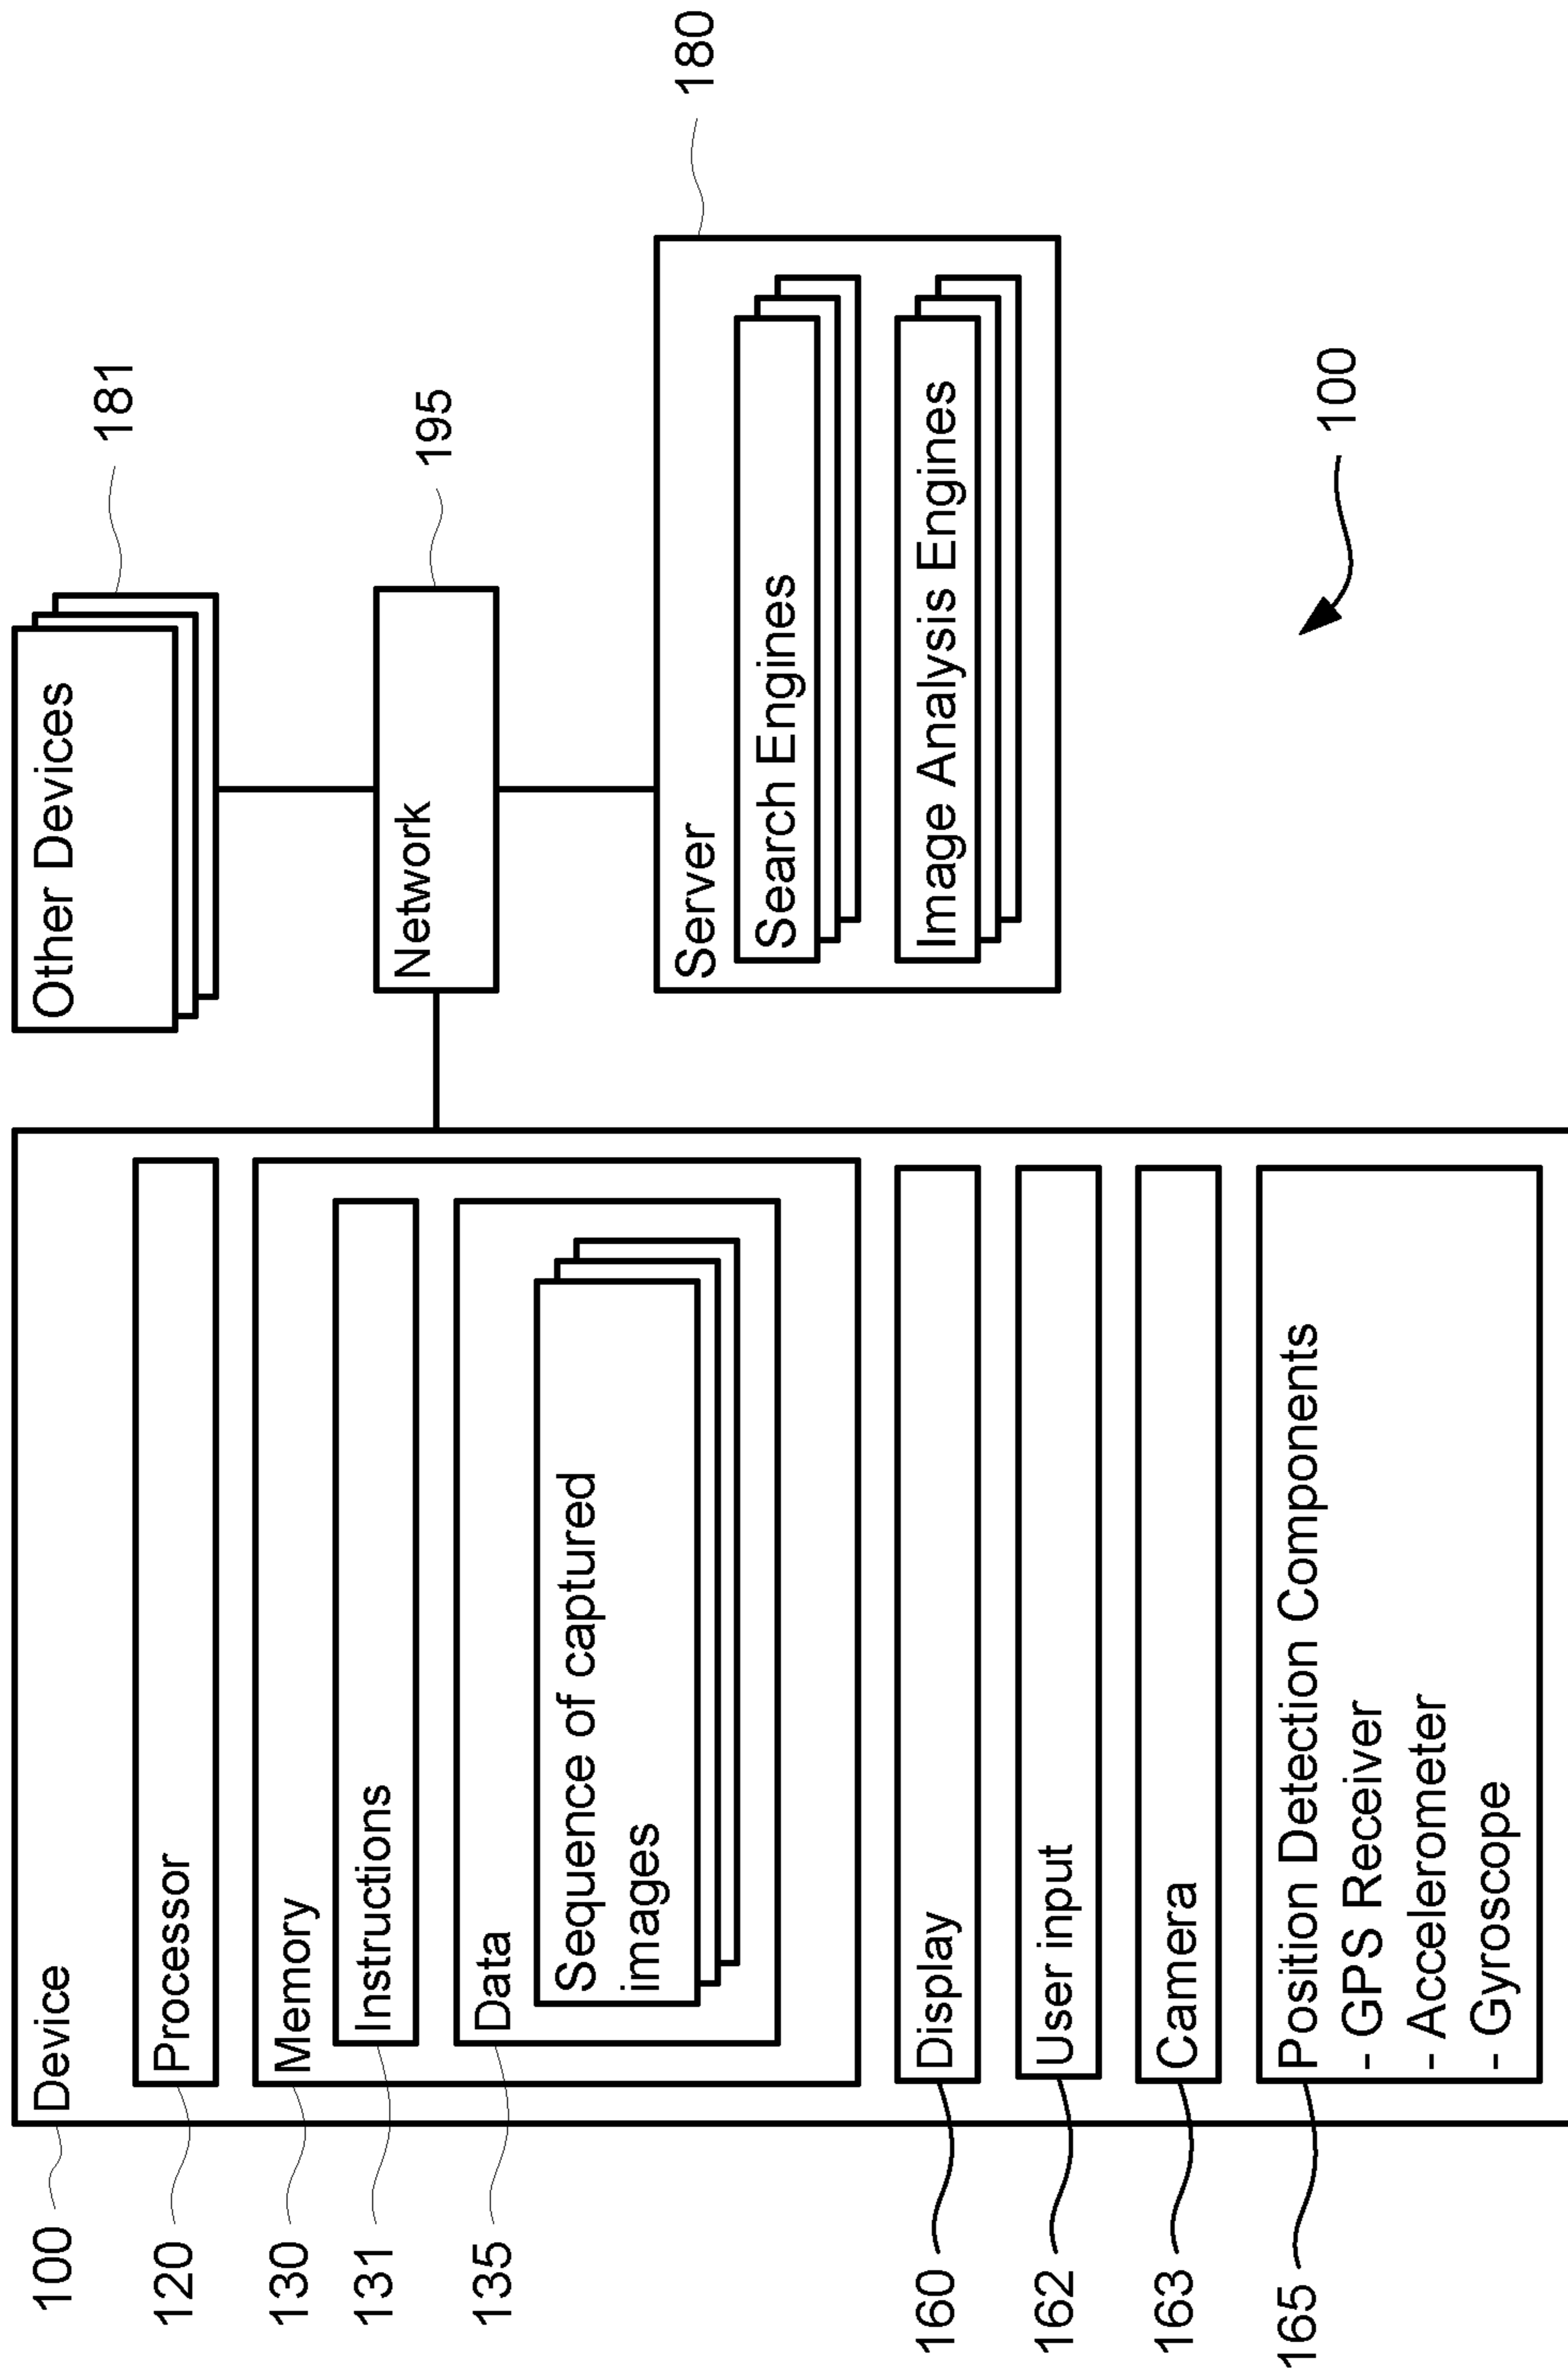 100
Device
120
Processor
130
Memory
131
Instructions
135
Data
Sequence of captured
images
160
Display
162
User input
163
Camera
165
Position Detection Components
- GPS Receiver
- Accelerometer
- Gyroscope
Other Devices
181
Network
195
Server
180
Search Engines
Image Analysis Engines
100